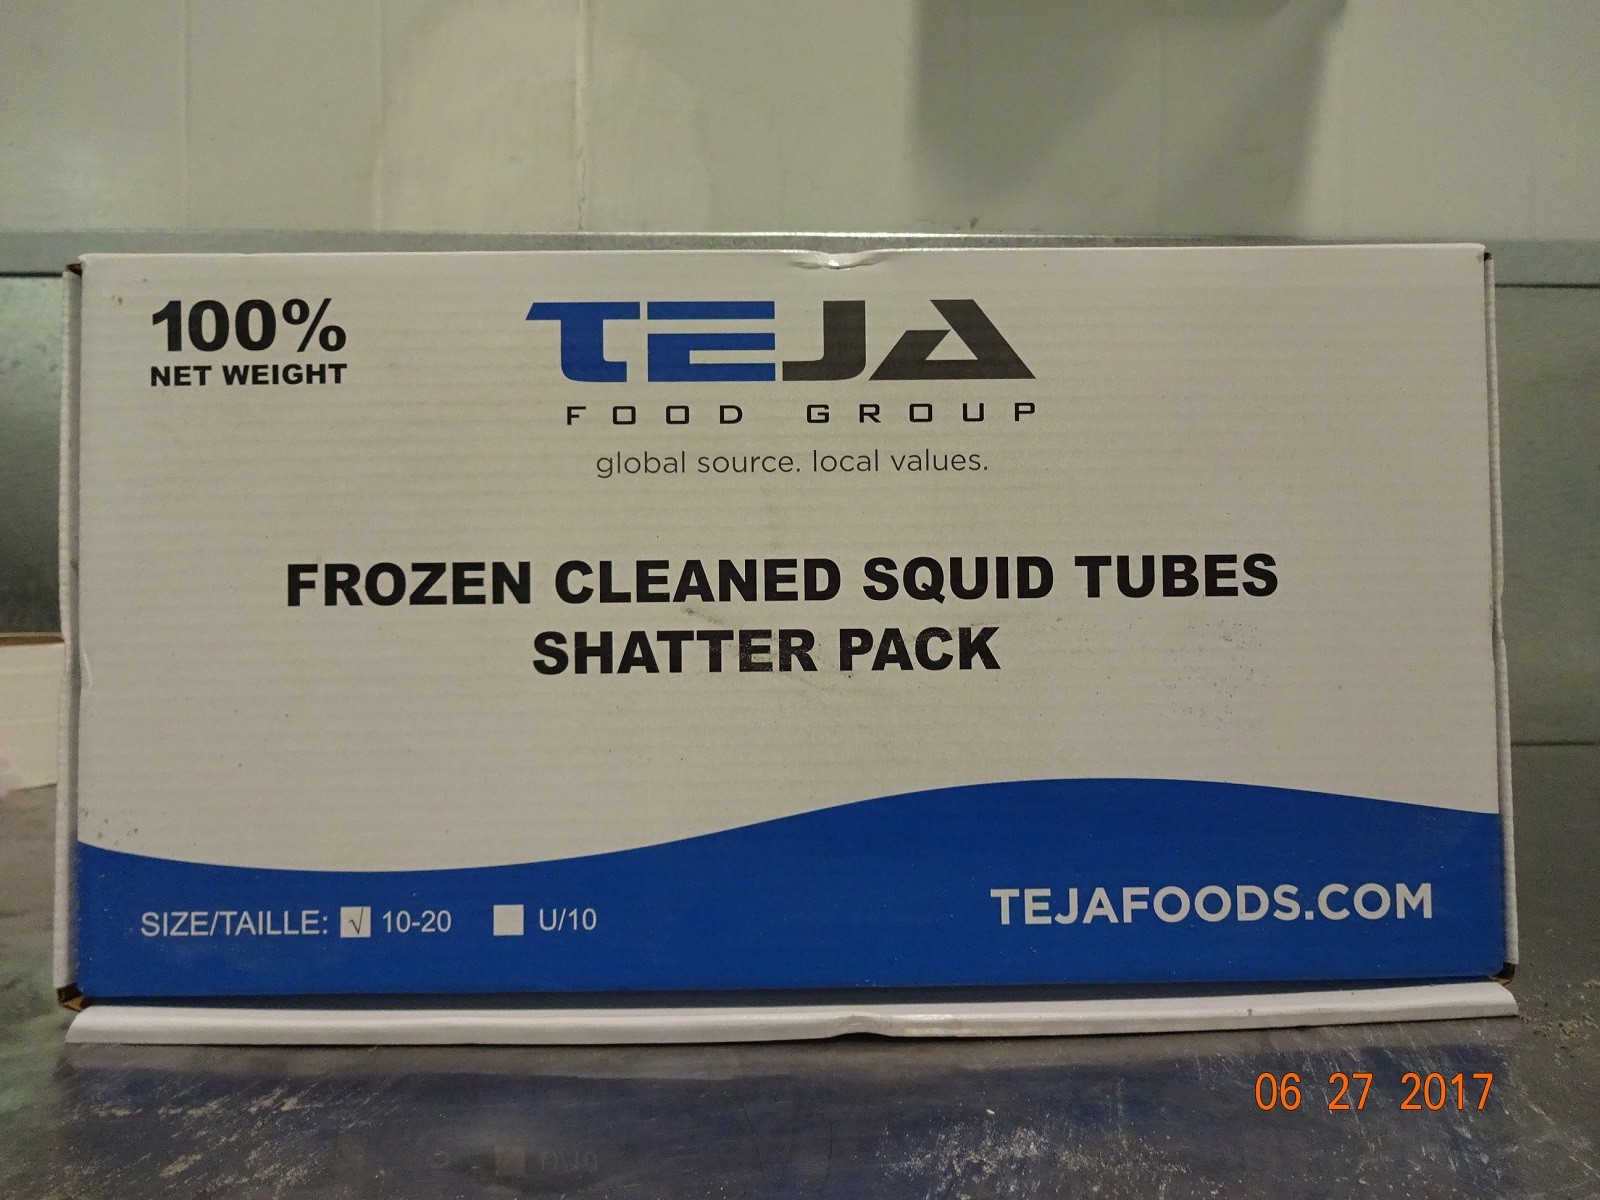 100%
NET WEIGHT
TEJA
FOOD GROUP
global source. local values.
FROZEN CLEANED SQUID TUBES
SHATTER PACK
SIZE/TAILLE: √ 10-20 U/10
TEJAFOODS.COM
06 27 2017